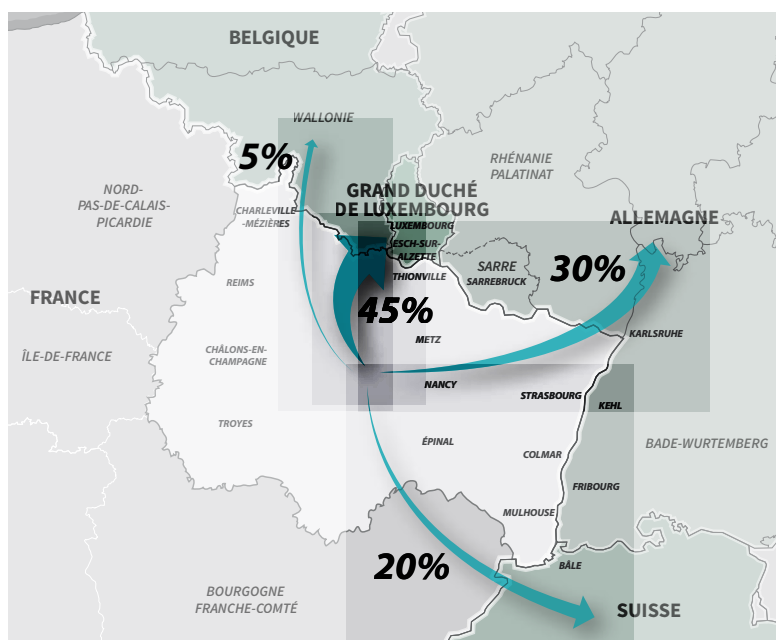 BELGIQUE
WALLONIE
5%
RHÉNANIE
PALATINAT
NORD-
PAS-DE-CALAIS-
PICARDIE
GRAND DUCHÉ
DE LUXEMBOURG
CHARLEVILLE
-MÉZIÈRES
LUXEMBOURG
ALLEMAGNE
ESCH-SUR-
ALZETTE
THIONVILLE
SARRE
SARREBRUCK
30%
REIMS
FRANCE
45%
METZ
KARLSRUHE
ÎLE-DE-FRANCE
CHÂLONS-EN-
CHAMPAGNE
NANCY
STRASBOURG
KEHL
TROYES
ÉPINAL
COLMAR
BADE-WURTEMBERG
FRIBOURG
MULHOUSE
20%
BÂLE
BOURGOGNE
FRANCHE-COMTÉ
SUISSE